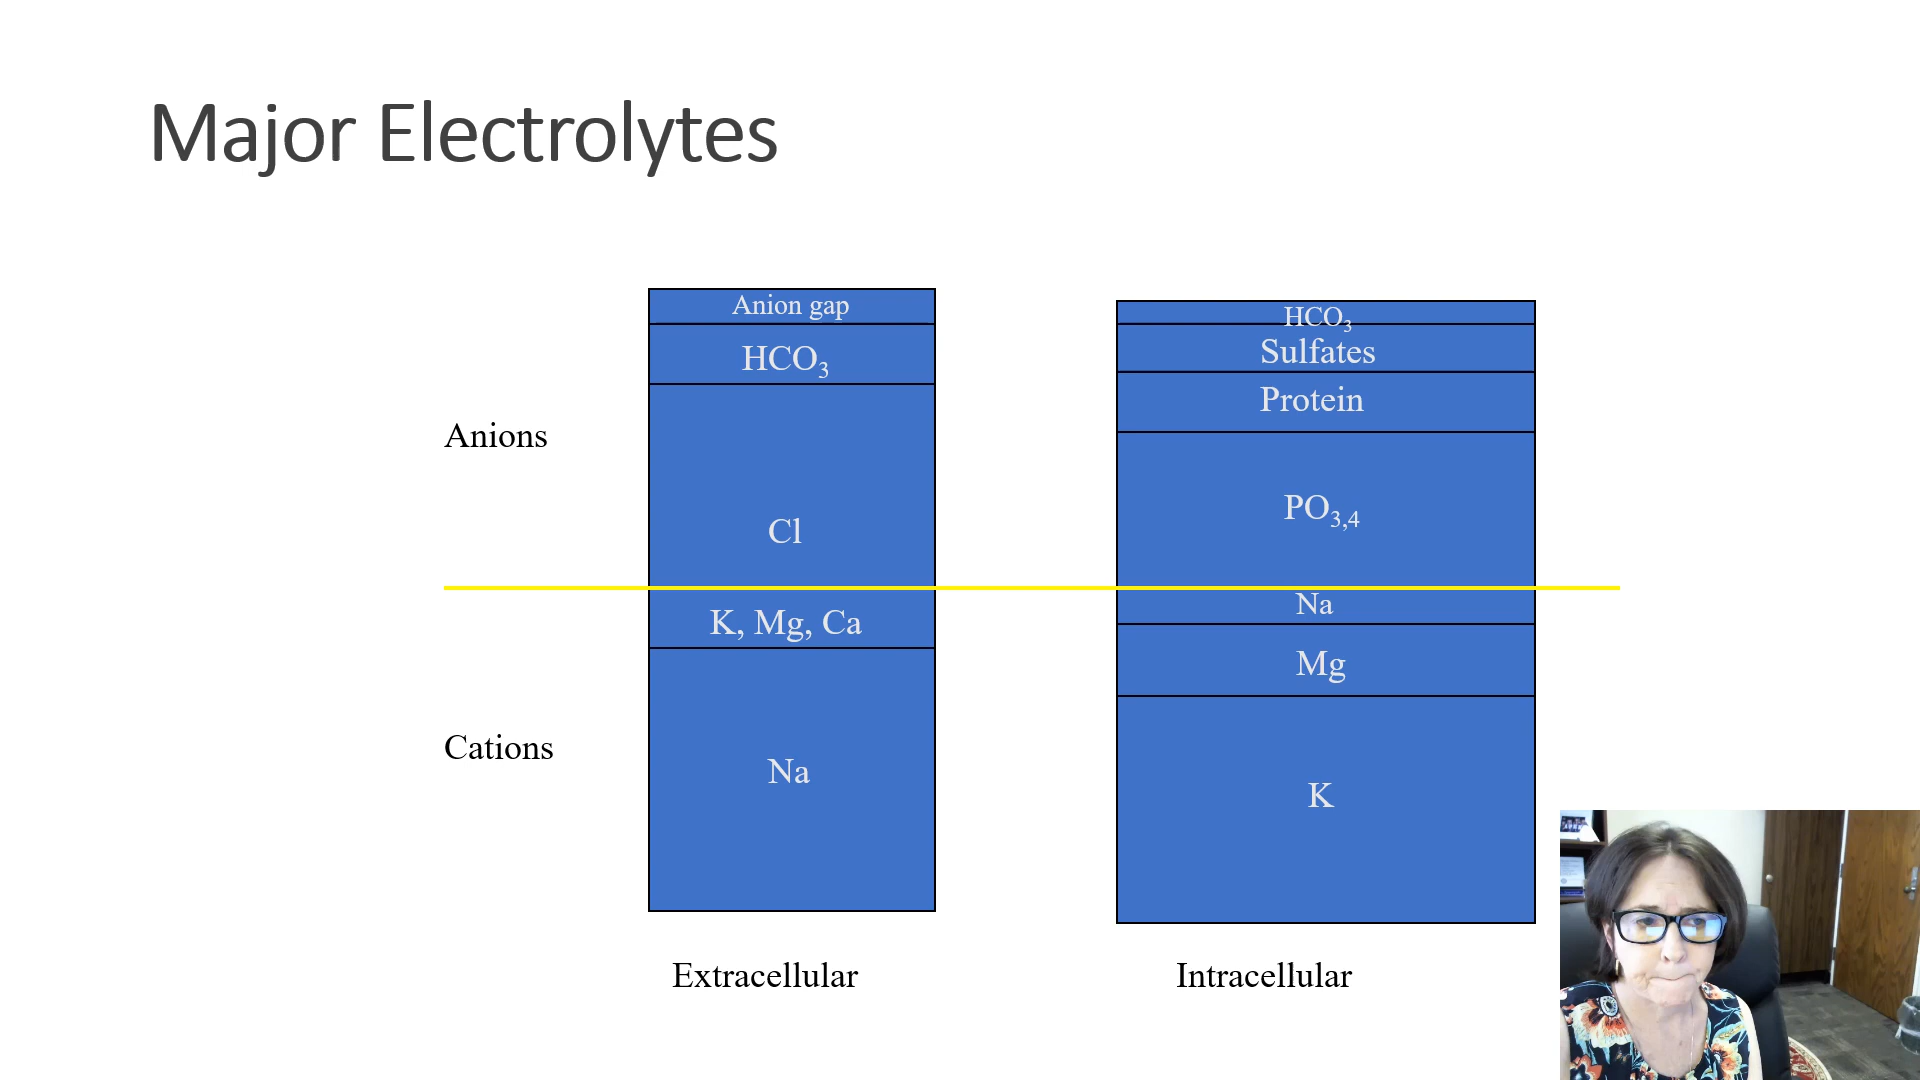 Major Electrolytes
Anions
Cations
Anion gap
HCO₃
Cl
K, Mg, Ca
Na
Extracellular
HCO₃
Sulfates
Protein
PO₃,₄
Na
Mg
K
Intracellular